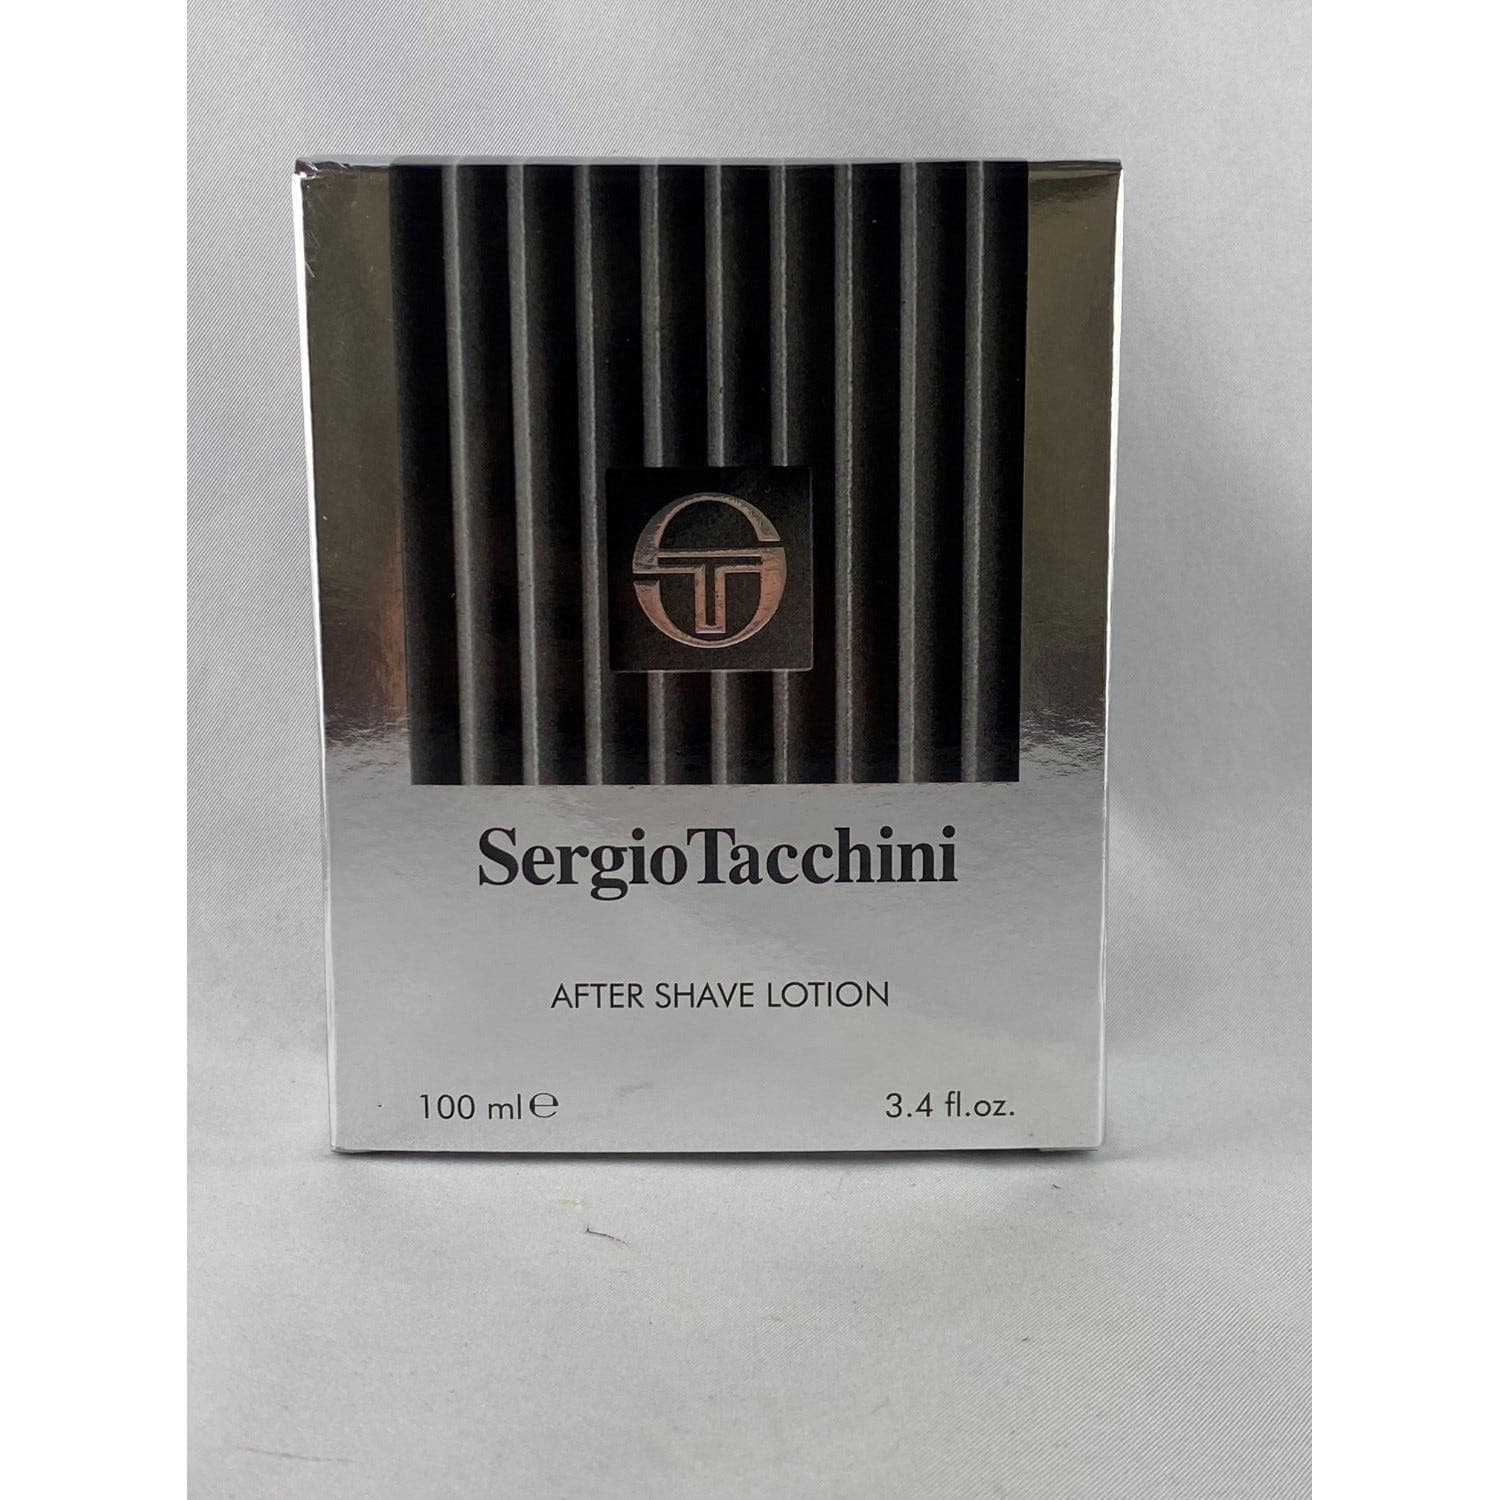 SergioTacchini
AFTER SHAVE LOTION
100 ml ℮ 3.4 fl.oz.